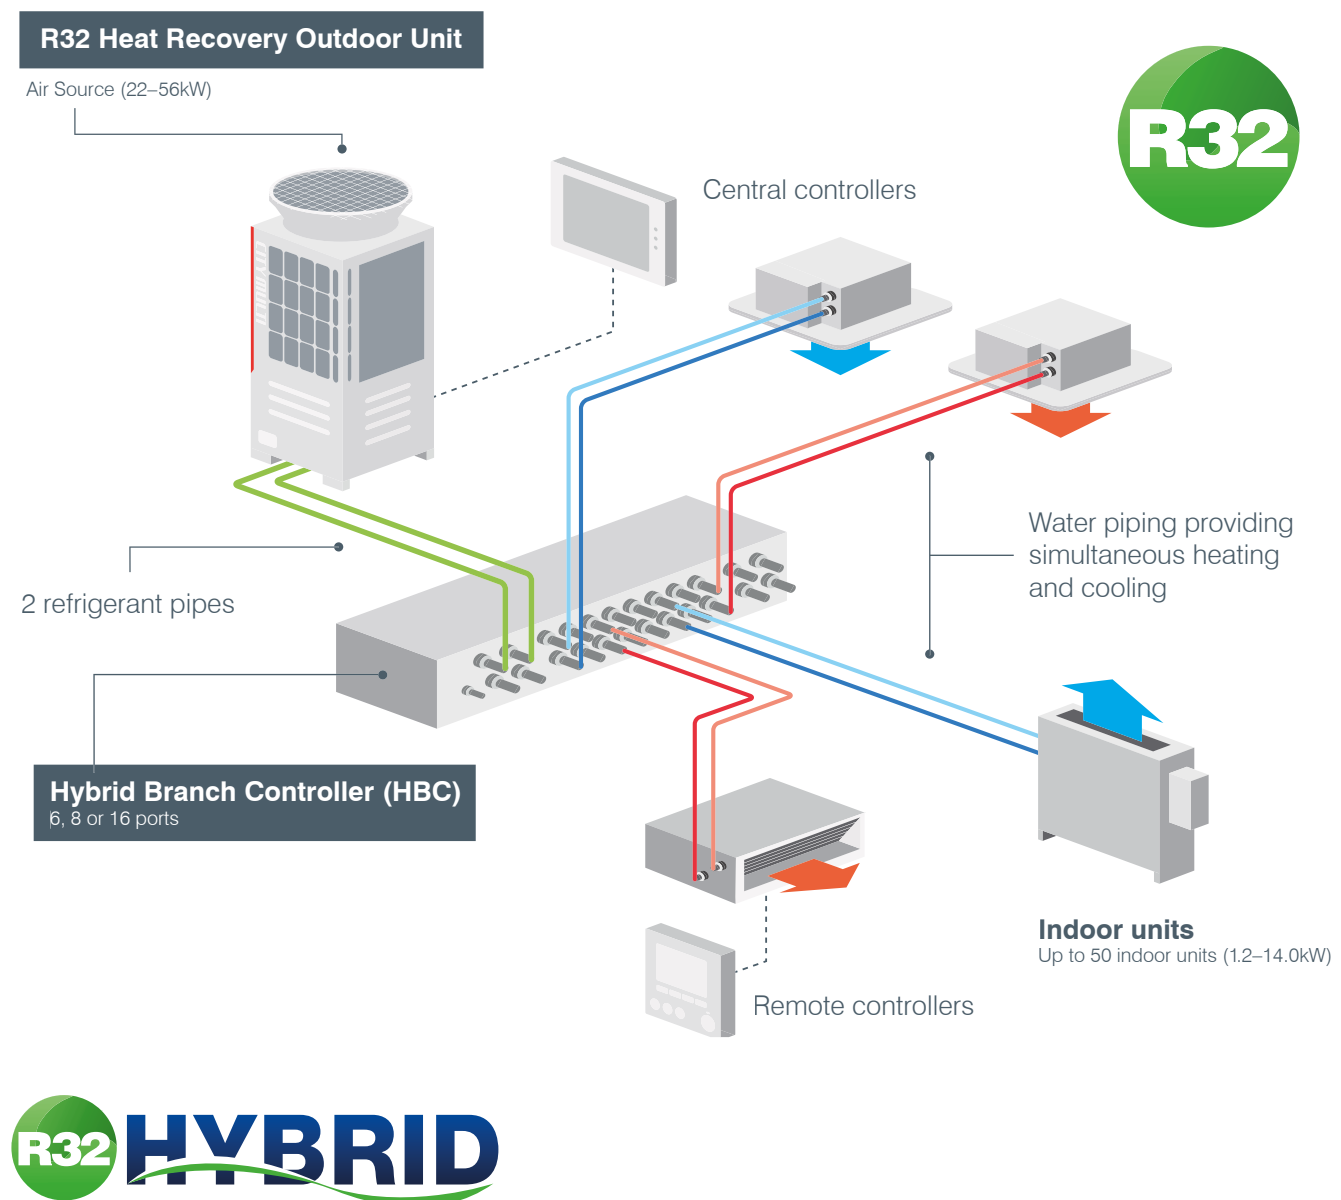 R32 Heat Recovery Outdoor Unit
Air Source (22–56kW)
R32
Central controllers
Water piping providing
simultaneous heating
and cooling
2 refrigerant pipes
Hybrid Branch Controller (HBC)
6, 8 or 16 ports
Indoor units
Up to 50 indoor units (1.2–14.0kW)
Remote controllers
R32 HYBRID